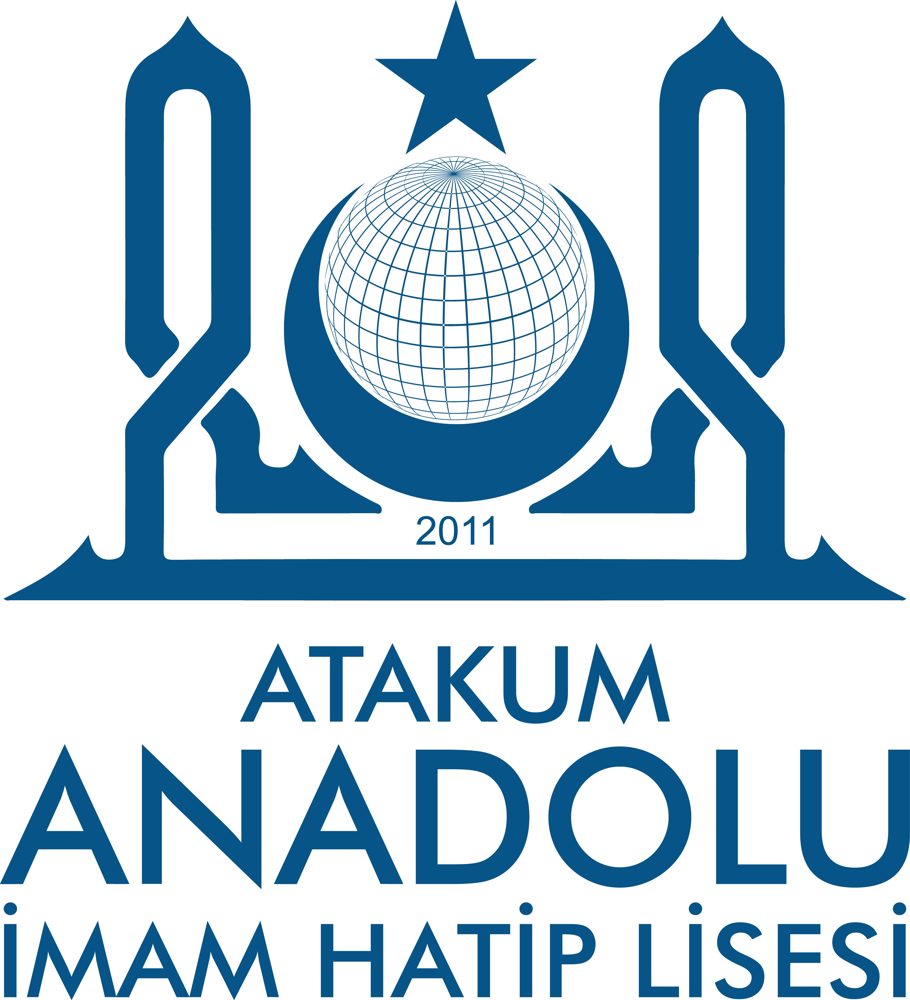 2011
ATAKUM
ANADOLU
İMAM HATİP LİSESİ